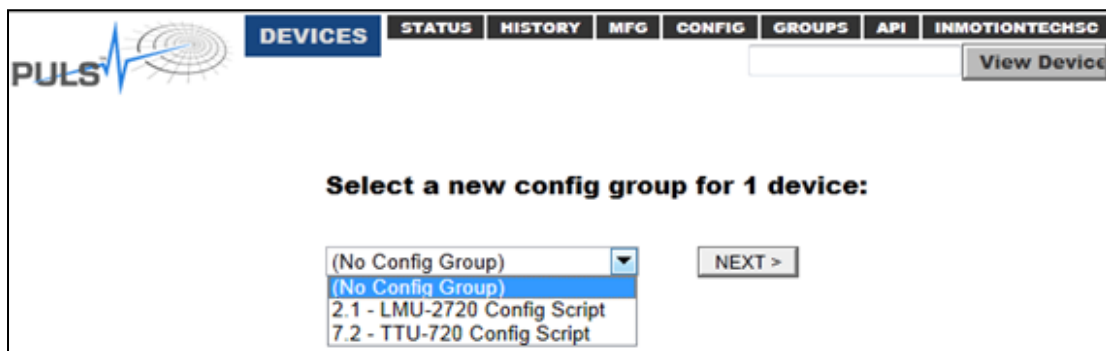 PULS
DEVICES STATUS HISTORY MFG CONFIG GROUPS API INMOTIONTECHSC
View Device
Select a new config group for 1 device:
(No Config Group) NEXT >
(No Config Group)
2.1 - LMU-2720 Config Script
7.2 - TTU-720 Config Script